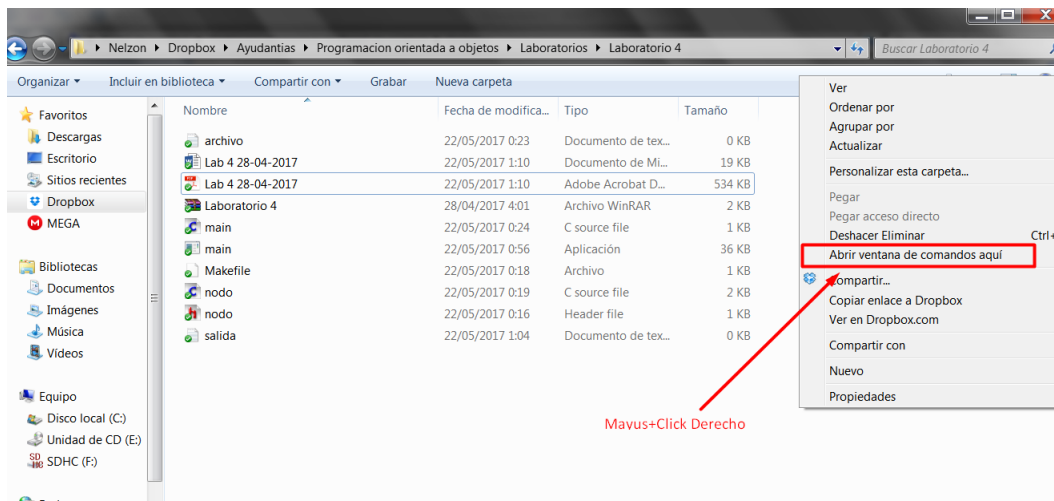 Nelzon Dropbox Ayudantias Programacion orientada a objetos Laboratorios Laboratorio 4
Buscar Laboratorio 4
Organizar Incluir en biblioteca Compartir con Grabar Nueva carpeta
Favoritos
Descargas
Escritorio
Sitios recientes
Dropbox
MEGA
Bibliotecas
Documentos
Imágenes
Música
Vídeos
Equipo
Disco local (C:)
Unidad de CD (E:)
SDHC (F:)
Nombre Fecha de modifica... Tipo Tamaño
archivo 22/05/2017 0:23 Documento de tex... 0 KB
Lab 4 28-04-2017 22/05/2017 1:10 Documento de Mi... 19 KB
Lab 4 28-04-2017 22/05/2017 1:10 Adobe Acrobat D... 534 KB
Laboratorio 4 28/04/2017 4:01 Archivo WinRAR 2 KB
main 22/05/2017 0:24 C source file 1 KB
main 22/05/2017 0:56 Aplicación 36 KB
Makefile 22/05/2017 0:18 Archivo 1 KB
nodo 22/05/2017 0:19 C source file 2 KB
nodo 22/05/2017 0:16 Header file 1 KB
salida 22/05/2017 1:04 Documento de tex... 0 KB
Ver
Ordenar por
Agrupar por
Actualizar
Personalizar esta carpeta...
Pegar
Pegar acceso directo
Deshacer Eliminar Ctrl+
Abrir ventana de comandos aquí
Compartir...
Copiar enlace a Dropbox
Ver en Dropbox.com
Compartir con
Nuevo
Propiedades
Mavus+Click Derecho